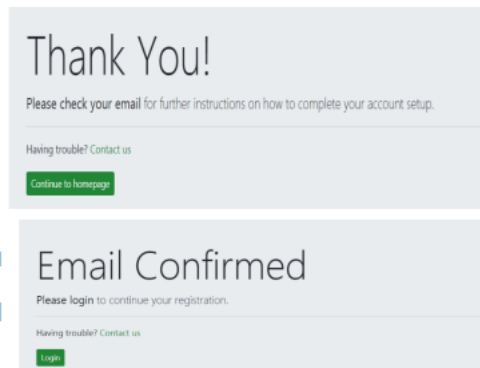 Thank You!
Please check your email for further instructions on how to complete your account setup.
Having trouble? Contact us
Continue to homepage
Email Confirmed
Please login to continue your registration.
Having trouble? Contact us
Login